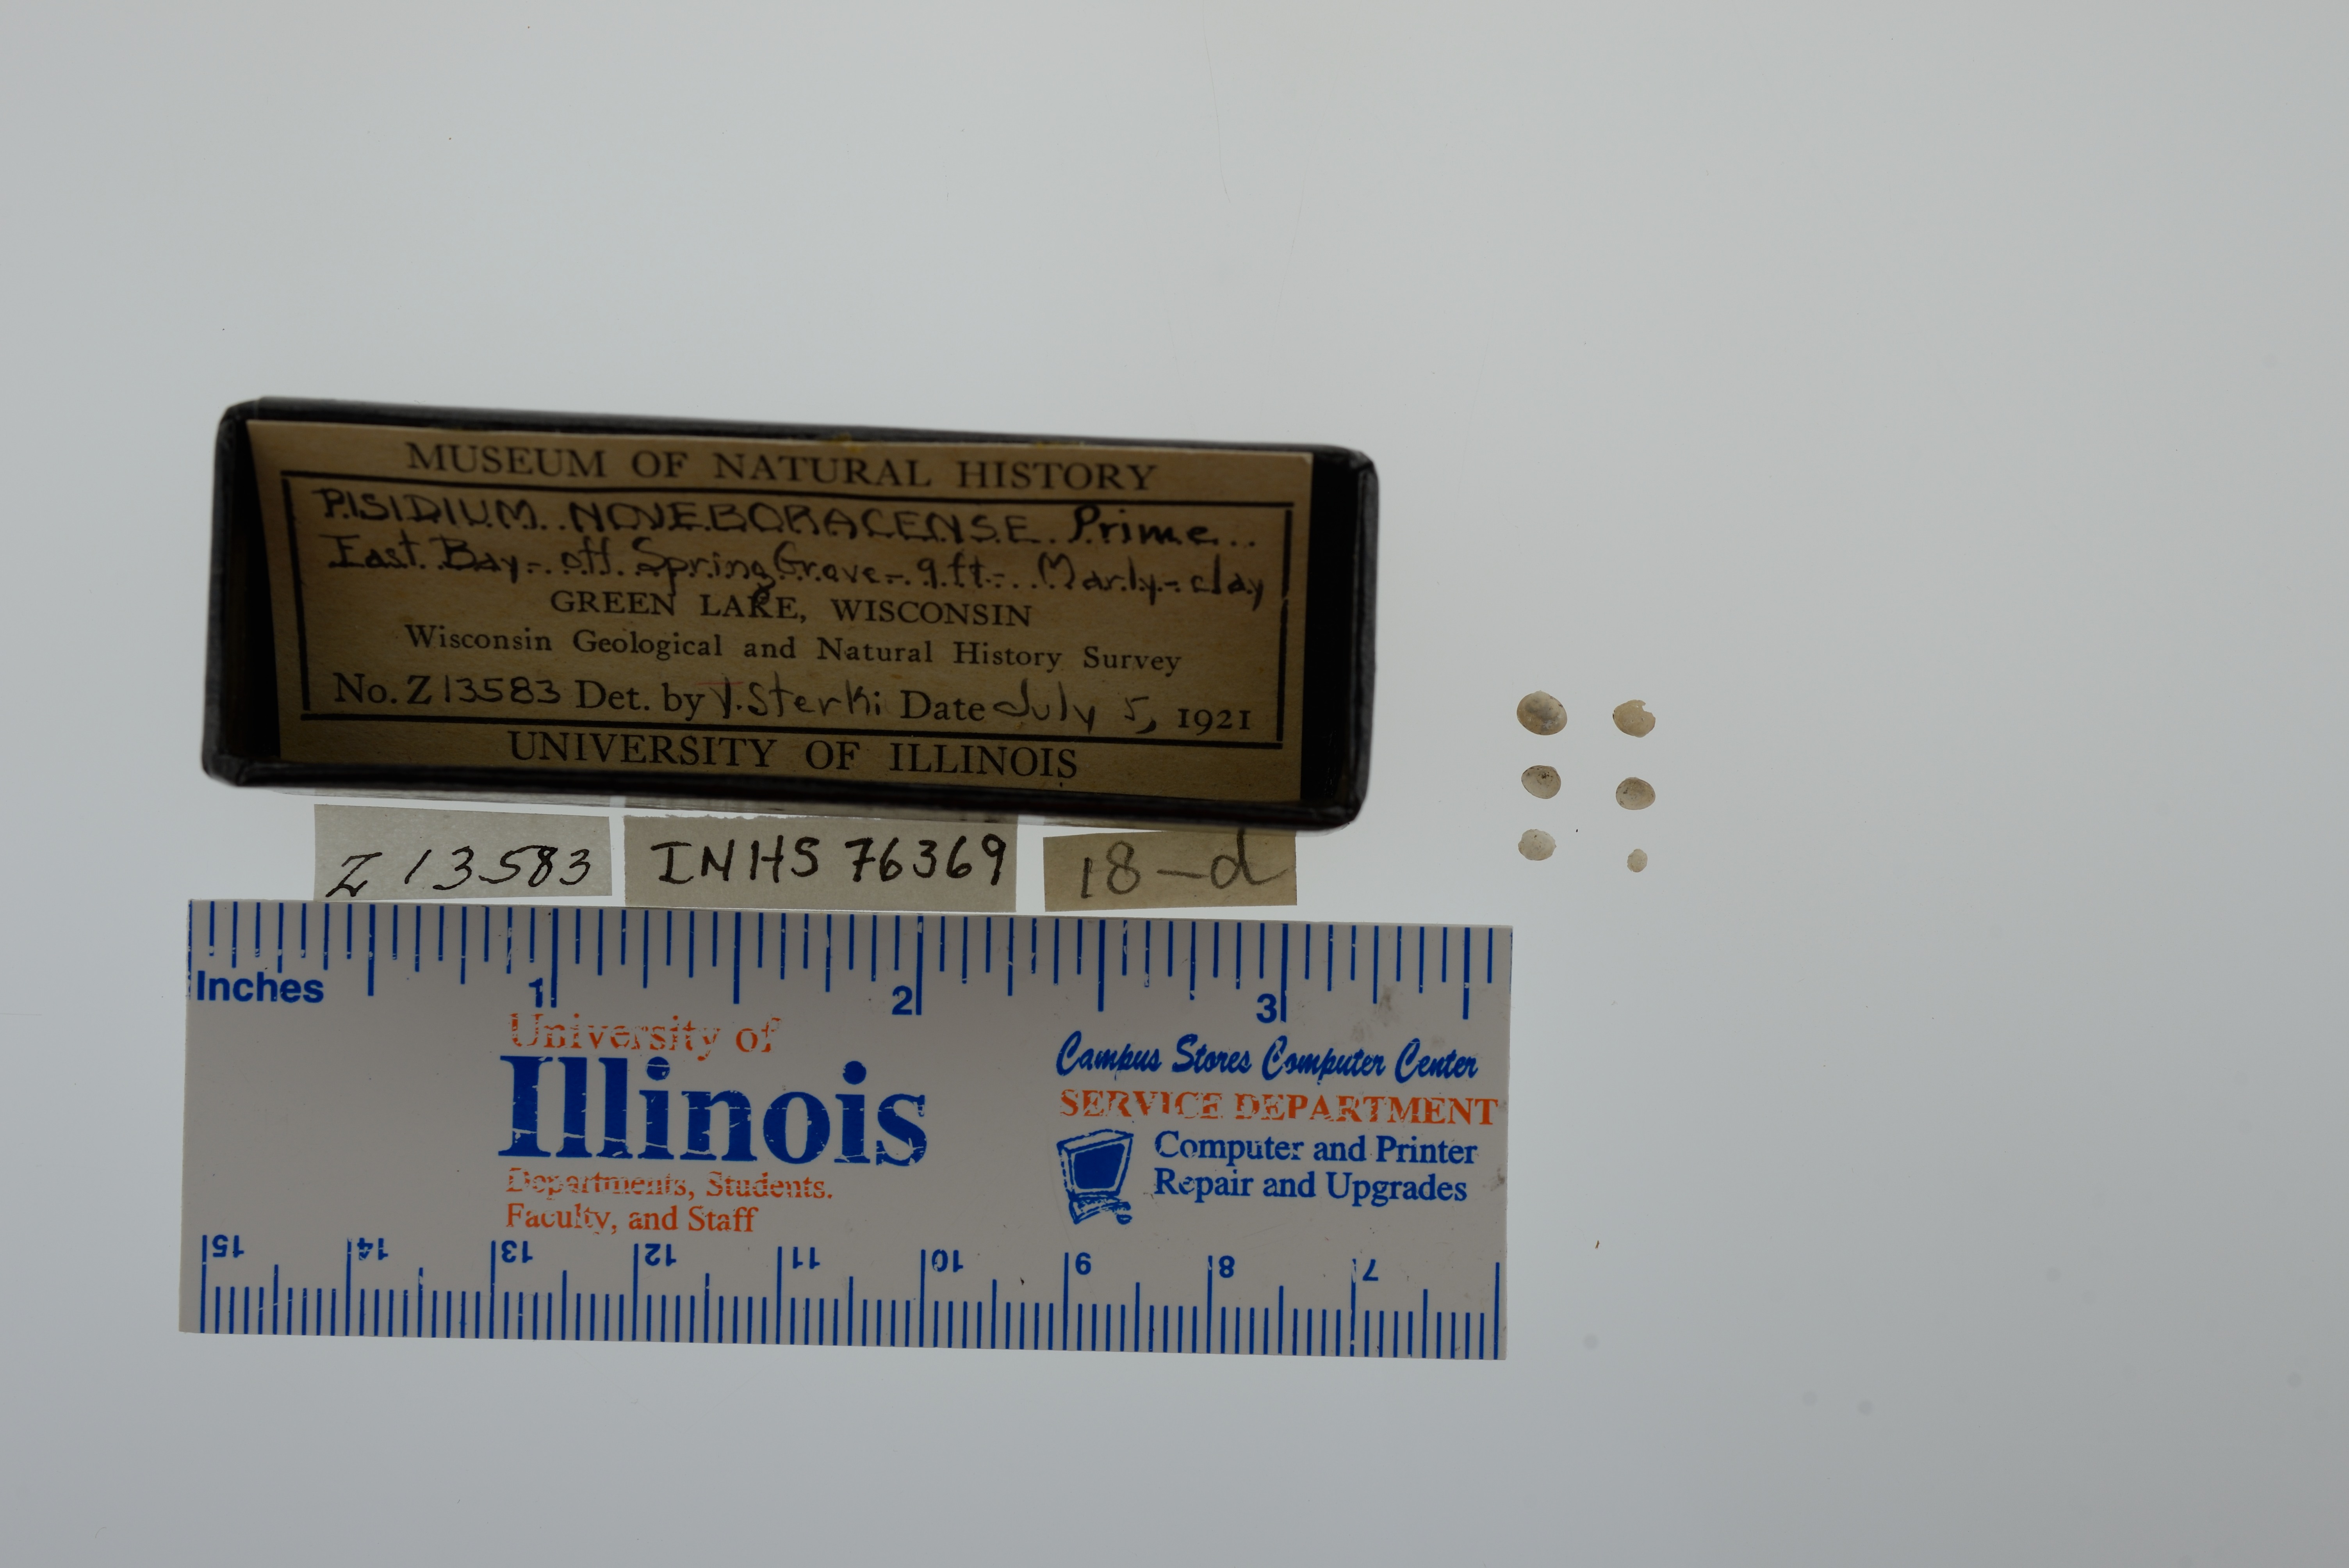 MUSEUM OF NATURAL HISTORY
PISIDIUM NOVEBORACENSE Prime
East Bay - off Spring Grove - 9 ft - Marly - clay
GREEN LAKE, WISCONSIN
Wisconsin Geological and Natural History Survey
No. Z 13583 Det. by V. Sterki Date July 5, 1921
UNIVERSITY OF ILLINOIS
Z 13583
INHS 76369
18-d
Inches 1 2 3
University of
Illinois
Departments, Students.
Faculty, and Staff
Campus Stores Computer Center
SERVICE DEPARTMENT
Computer and Printer
Repair and Upgrades
15 14 13 12 11 10 9 8 7